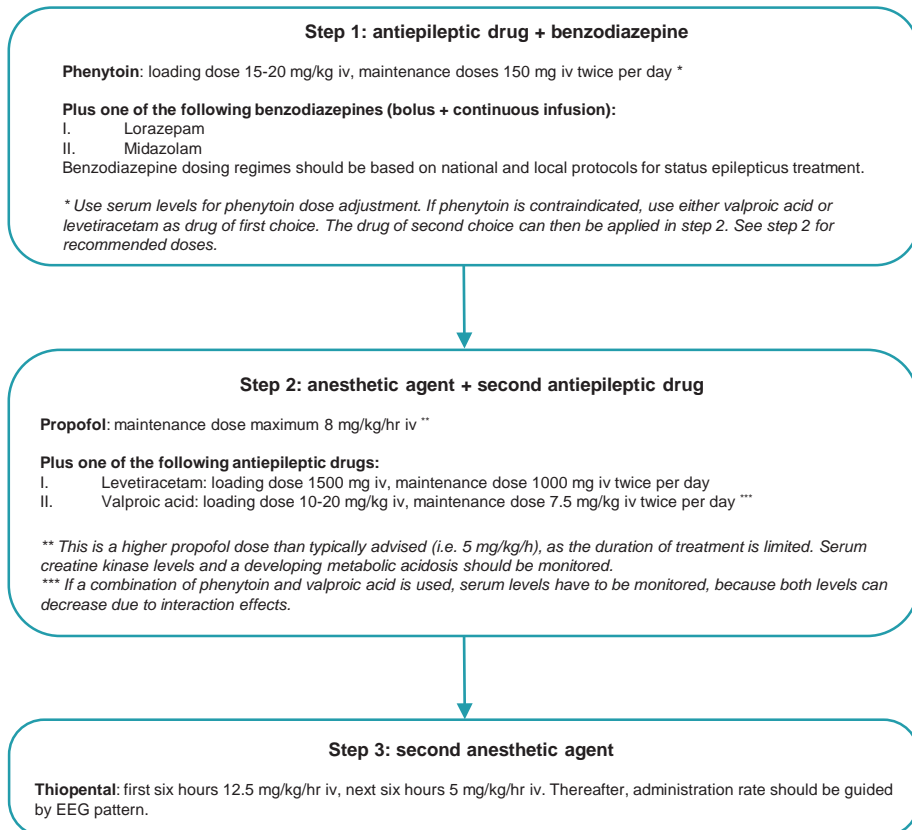 Step 1: antiepileptic drug + benzodiazepine
Phenytoin: loading dose 15-20 mg/kg iv, maintenance doses 150 mg iv twice per day *
Plus one of the following benzodiazepines (bolus + continuous infusion):
I. Lorazepam
II. Midazolam
Benzodiazepine dosing regimes should be based on national and local protocols for status epilepticus treatment.
* Use serum levels for phenytoin dose adjustment. If phenytoin is contraindicated, use either valproic acid or
levetiracetam as drug of first choice. The drug of second choice can then be applied in step 2. See step 2 for
recommended doses.
Step 2: anesthetic agent + second antiepileptic drug
Propofol: maintenance dose maximum 8 mg/kg/hr iv **
Plus one of the following antiepileptic drugs:
I. Levetiracetam: loading dose 1500 mg iv, maintenance dose 1000 mg iv twice per day
II. Valproic acid: loading dose 10-20 mg/kg iv, maintenance dose 7.5 mg/kg iv twice per day ***
** This is a higher propofol dose than typically advised (i.e. 5 mg/kg/h), as the duration of treatment is limited. Serum
creatine kinase levels and a developing metabolic acidosis should be monitored.
*** If a combination of phenytoin and valproic acid is used, serum levels have to be monitored, because both levels can
decrease due to interaction effects.
Step 3: second anesthetic agent
Thiopental: first six hours 12.5 mg/kg/hr iv, next six hours 5 mg/kg/hr iv. Thereafter, administration rate should be guided
by EEG pattern.